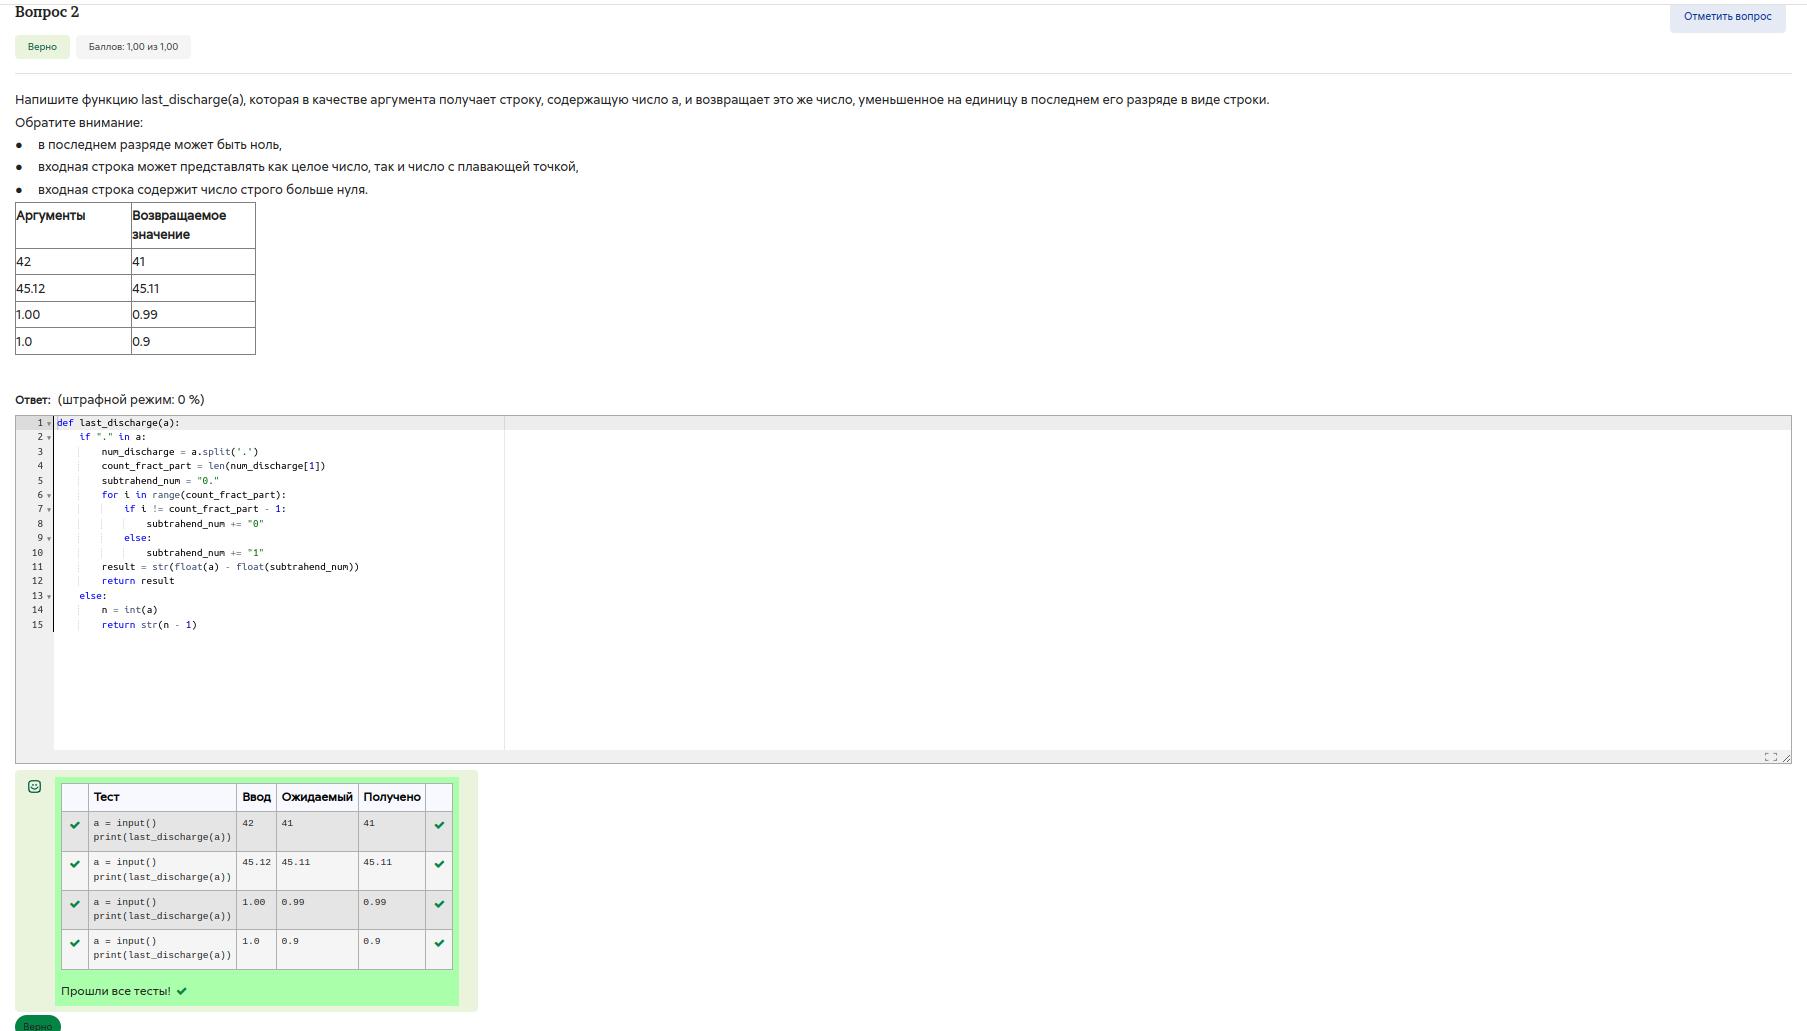 Вопрос 2
Отметить вопрос
Верно
Баллов: 1,00 из 1,00
Напишите функцию last_discharge(a), которая в качестве аргумента получает строку, содержащую число a, и возвращает это же число, уменьшенное на единицу в последнем его разряде в виде строки.
Обратите внимание:
● в последнем разряде может быть ноль,
● входная строка может представлять как целое число, так и число с плавающей точкой,
● входная строка содержит число строго больше нуля.
Аргументы Возвращаемое
значение
42 41
45.12 45.11
1.00 0.99
1.0 0.9
Ответ: (штрафной режим: 0 %)
1 def last_discharge(a):
2     if "." in a:
3         num_discharge = a.split('.')
4         count_fract_part = len(num_discharge[1])
5         subtrahend_num = "0."
6         for i in range(count_fract_part):
7             if i != count_fract_part - 1:
8                 subtrahend_num += "0"
9             else:
10                 subtrahend_num += "1"
11         result = str(float(a) - float(subtrahend_num))
12         return result
13     else:
14         n = int(a)
15         return str(n - 1)
Тест Ввод Ожидаемый Получено
a = input() 42 41 41
print(last_discharge(a))
a = input() 45.12 45.11 45.11
print(last_discharge(a))
a = input() 1.00 0.99 0.99
print(last_discharge(a))
a = input() 1.0 0.9 0.9
print(last_discharge(a))
Прошли все тесты!
Верно